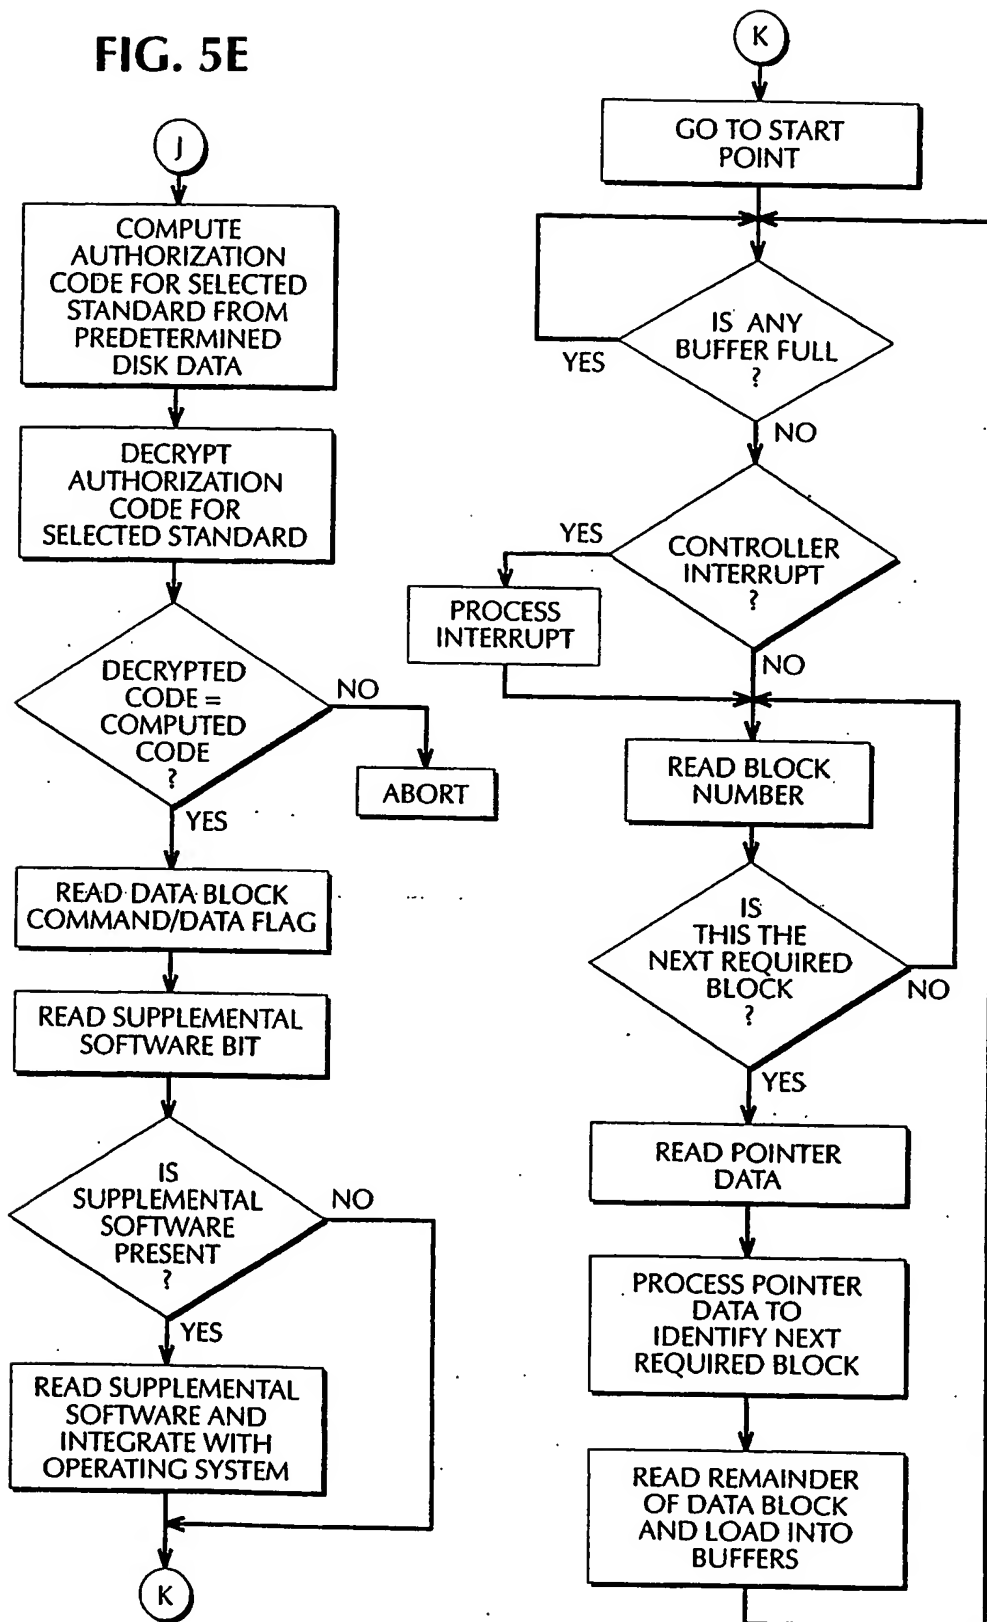 FIG. 5E
J
COMPUTE
AUTHORIZATION
CODE FOR SELECTED
STANDARD FROM
PREDETERMINED
DISK DATA
DECRYPT
AUTHORIZATION
CODE FOR
SELECTED STANDARD
DECRYPTED
CODE =
COMPUTED
CODE
?
NO
ABORT
YES
READ DATA BLOCK
COMMAND/DATA FLAG
READ SUPPLEMENTAL
SOFTWARE BIT
IS
SUPPLEMENTAL
SOFTWARE
PRESENT
?
NO
YES
READ SUPPLEMENTAL
SOFTWARE AND
INTEGRATE WITH
OPERATING SYSTEM
K
K
GO TO START
POINT
IS ANY
BUFFER FULL
?
YES
NO
CONTROLLER
INTERRUPT
?
YES
PROCESS
INTERRUPT
NO
READ BLOCK
NUMBER
IS
THIS THE
NEXT REQUIRED
BLOCK
?
NO
YES
READ POINTER
DATA
PROCESS POINTER
DATA TO
IDENTIFY NEXT
REQUIRED BLOCK
READ REMAINDER
OF DATA BLOCK
AND LOAD INTO
BUFFERS